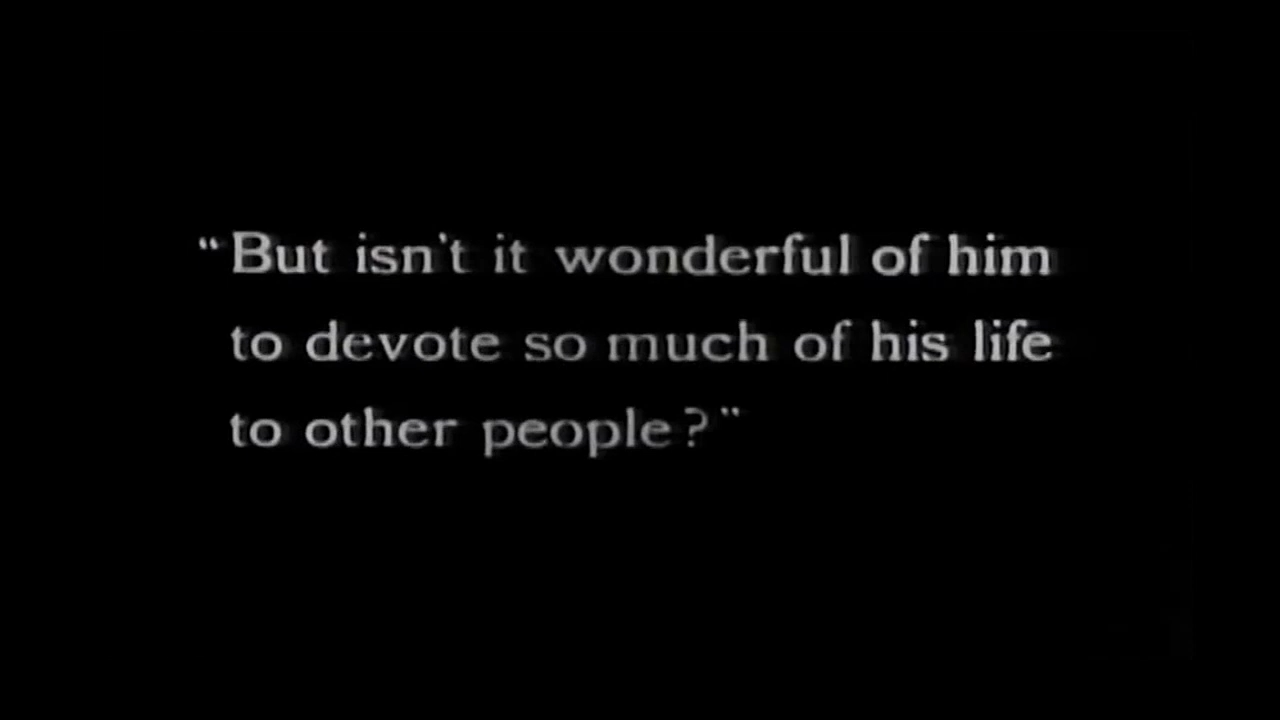 “But isn't it wonderful of him
to devote so much of his life
to other people?”